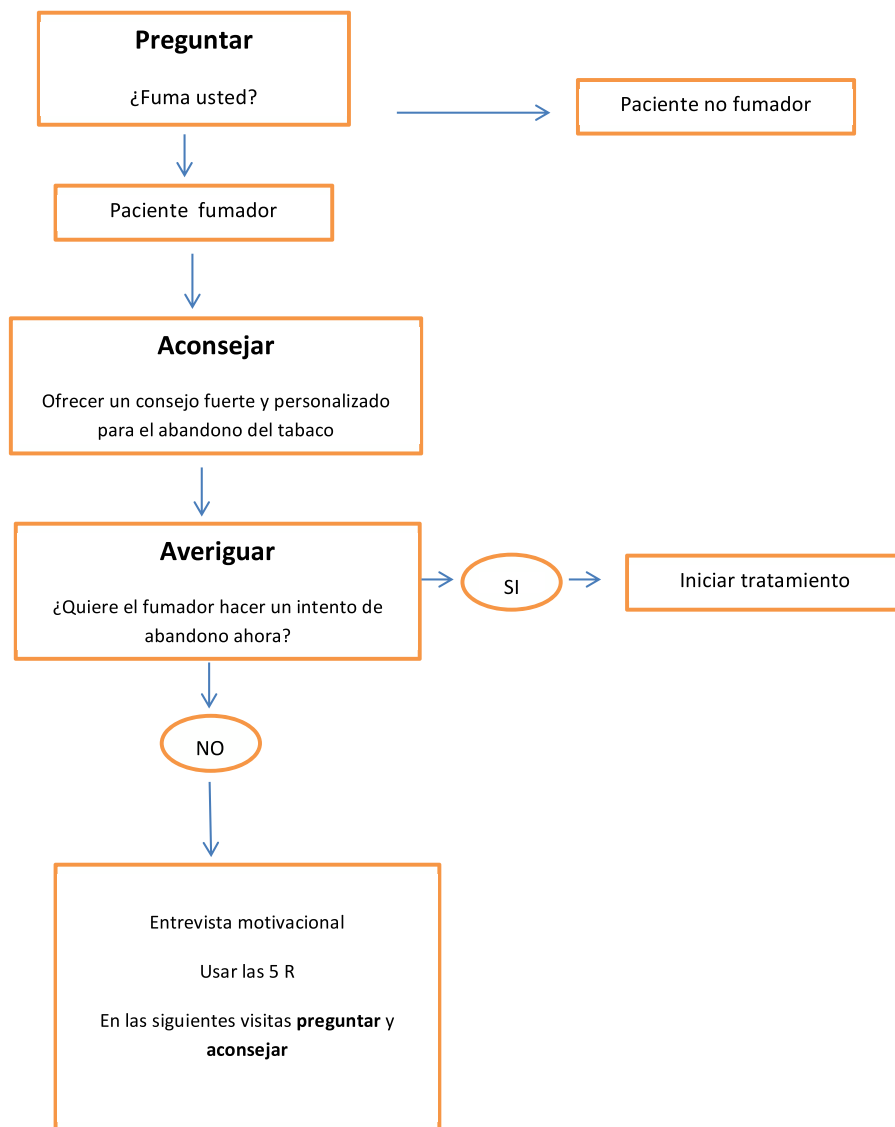 Preguntar
¿Fuma usted?
Paciente no fumador
Paciente fumador
Aconsejar
Ofrecer un consejo fuerte y personalizado
para el abandono del tabaco
Averiguar
¿Quiere el fumador hacer un intento de
abandono ahora?
SI
Iniciar tratamiento
NO
Entrevista motivacional
Usar las 5 R
En las siguientes visitas preguntar y
aconsejar